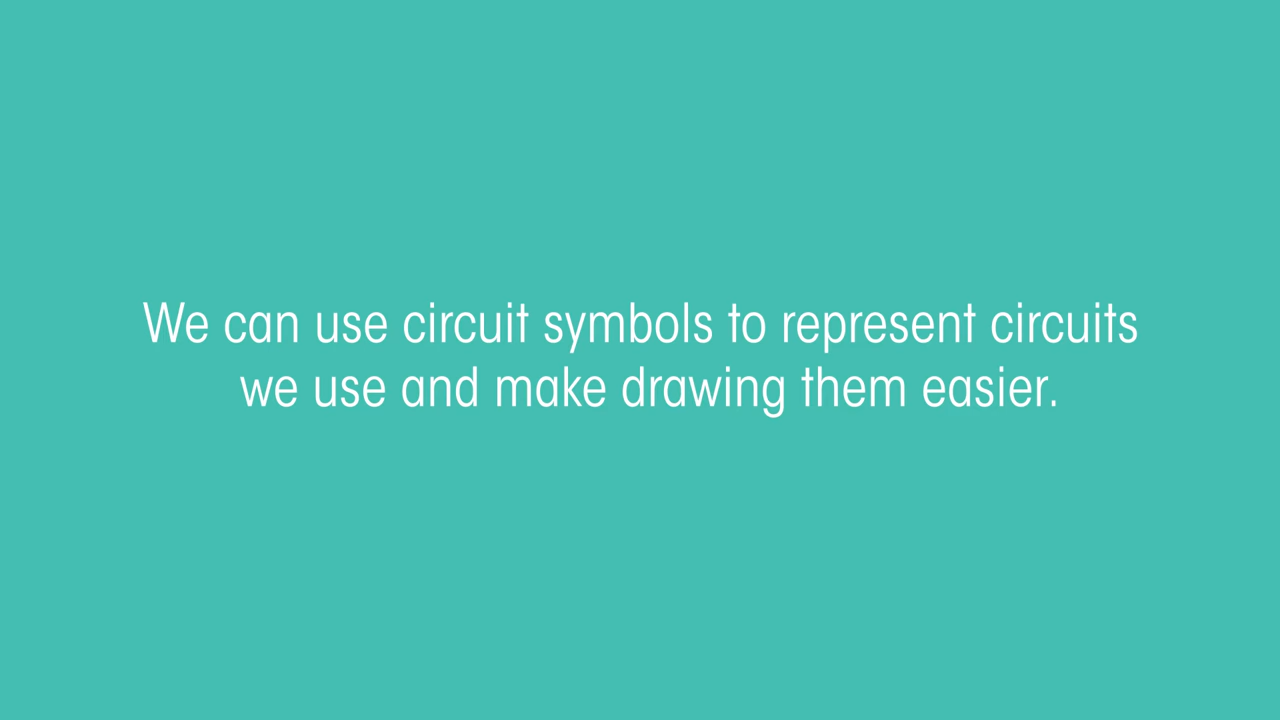 We can use circuit symbols to represent circuits
we use and make drawing them easier.